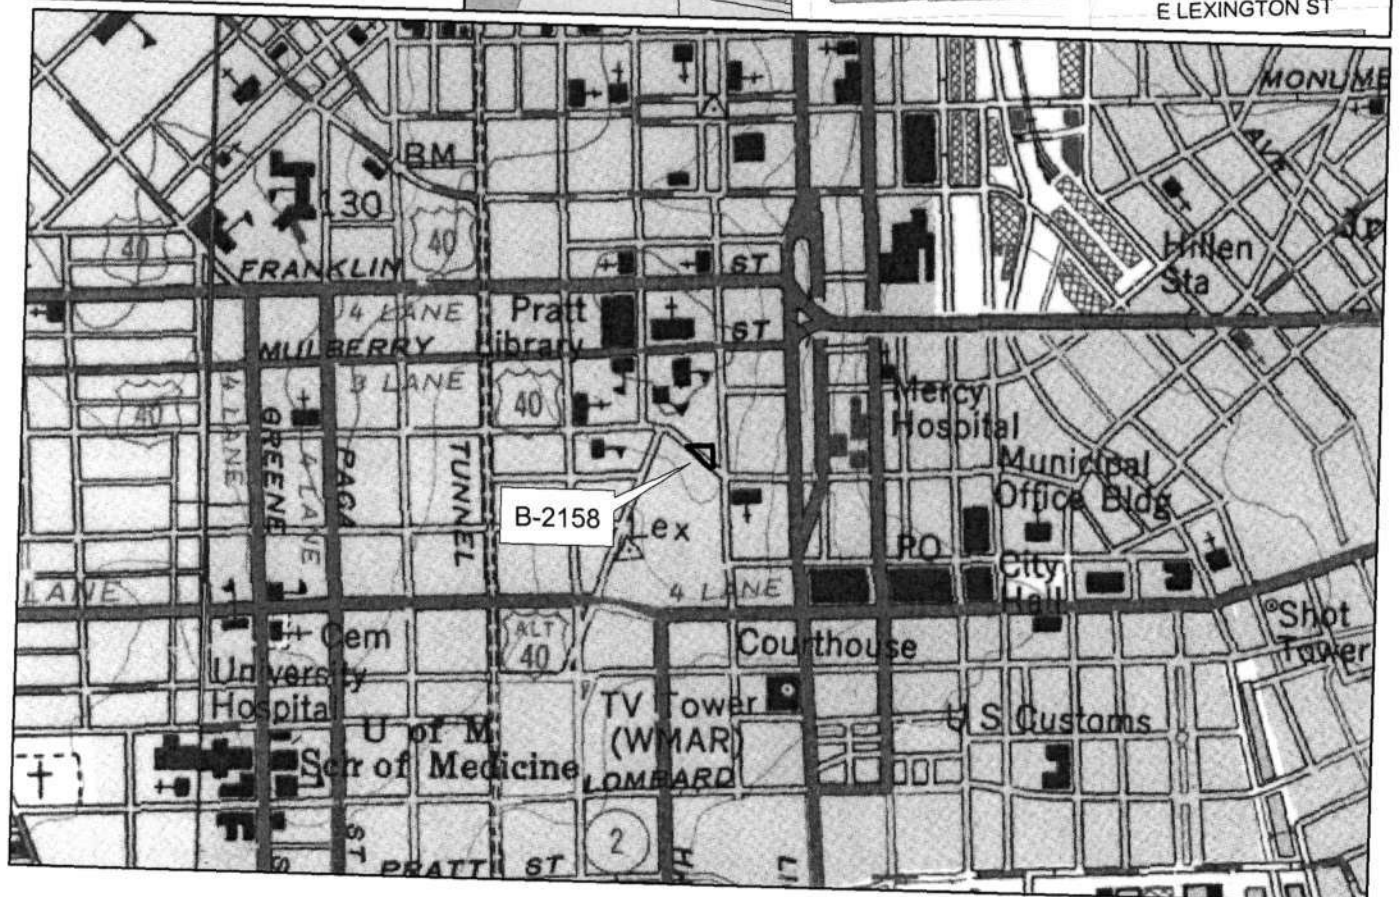 E LEXINGTON ST
MONUME
AVE
BM
130
40
40
Hillen
Sta
FRANKLIN ST
4 LANE
Pratt
Library
MULBERRY ST
3 LANE
40
40
4 LANE
GREENE
4 LANE
PACA
TUNNEL
Mercy
Hospital
Municipal
Office Bldg
B-2158
Lex
PO
City
Hall
LANE
4 LANE
Shot
Tower
Cem
ALT
40
Courthouse
University
Hospital
TV Tower
(WMAR)
U S Customs
U of M
Sch of Medicine
LOMBARD
ST
S
PRATT ST
2